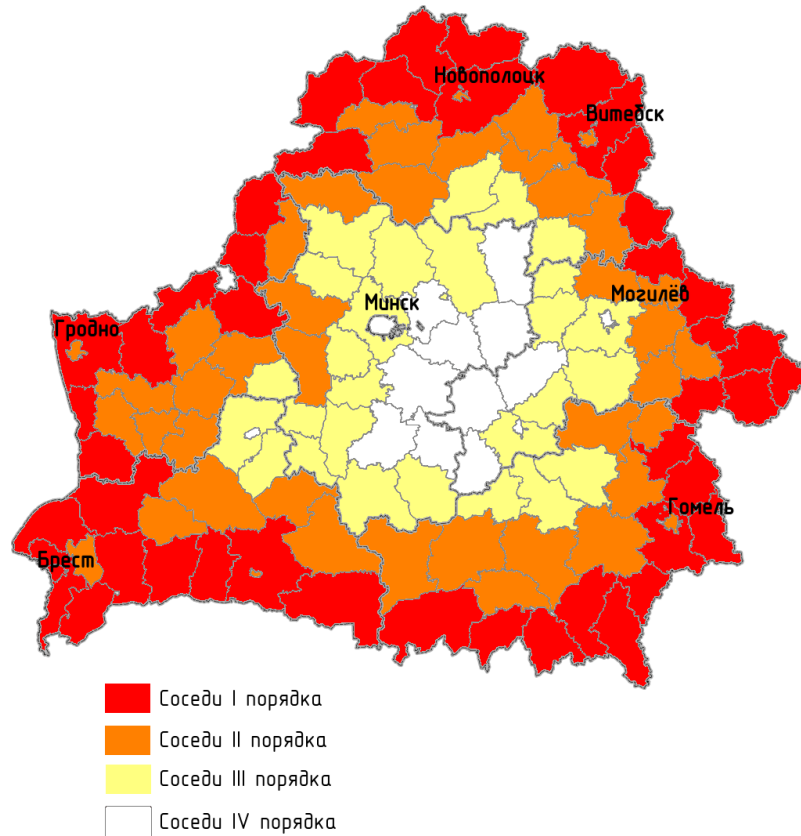 Новополоцк
Витебск
Минск
Могилёв
Гродно
Гомель
Брест
Соседи I порядка
Соседи II порядка
Соседи III порядка
Соседи IV порядка